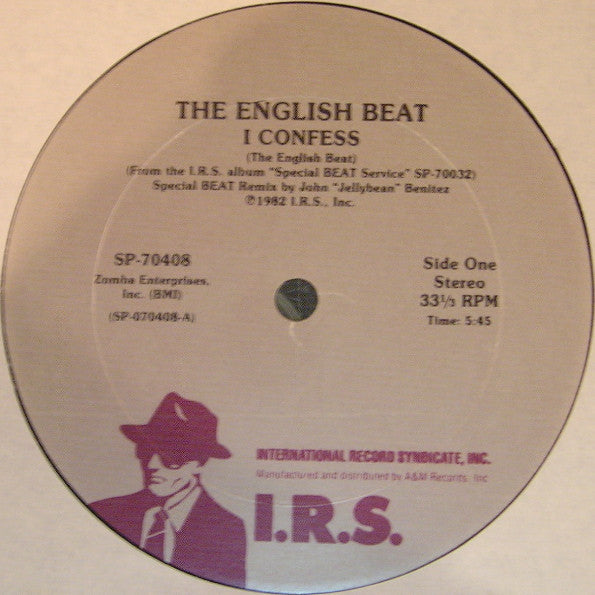 THE ENGLISH BEAT
I CONFESS
(The English Beat)
(From the I.R.S. album "Special BEAT Service" SP-70032)
Special BEAT Remix by John "Jellybean" Benitez
℗1982 I.R.S., Inc.
SP-70408
Zomba Enterprises,
Inc. (BMI)
(SP-070408-A)
Side One
Stereo
33⅓ RPM
Time: 5:45
INTERNATIONAL RECORD SYNDICATE, INC.
Manufactured and distributed by A&M Records, Inc
I.R.S.